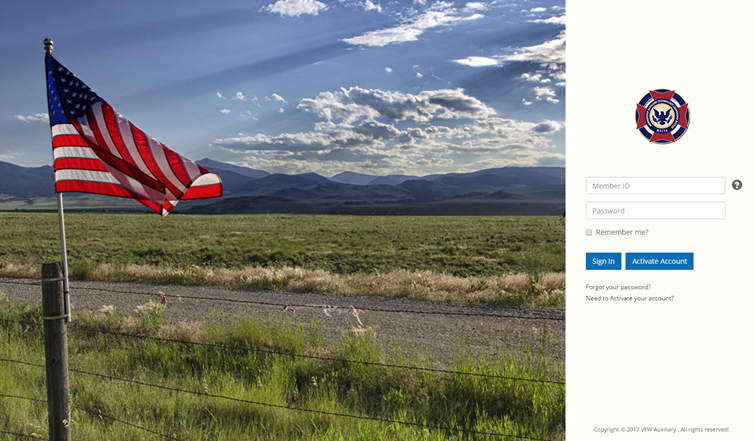 Member ID
Password
Remember me?
Sign In Activate Account
Forgot your password?
Need to Activate your account?
Copyright © 2017 VFW Auxiliary . All rights reserved!.